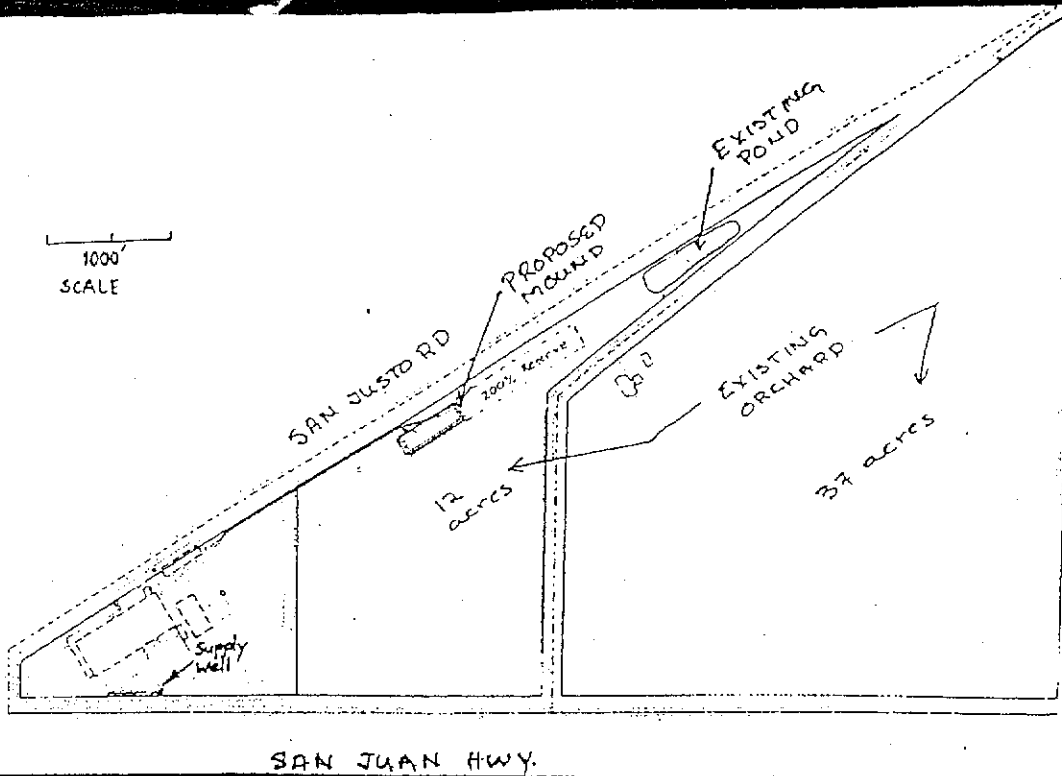 EXISTING
POND
PROPOSED
MOUND
1000'
SCALE
SAN JUSTO RD
200% RESERVE
EXISTING
ORCHARD
12
acres
37 acres
Supply
well
SAN JUAN HWY.